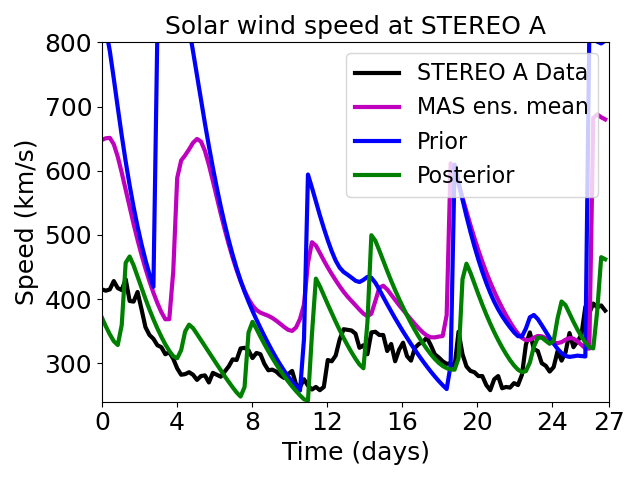 Solar wind speed at STEREO A
800
700
600
500
400
300
Speed (km/s)
STEREO A Data
MAS ens. mean
Prior
Posterior
0 4 8 12 16 20 24 27
Time (days)